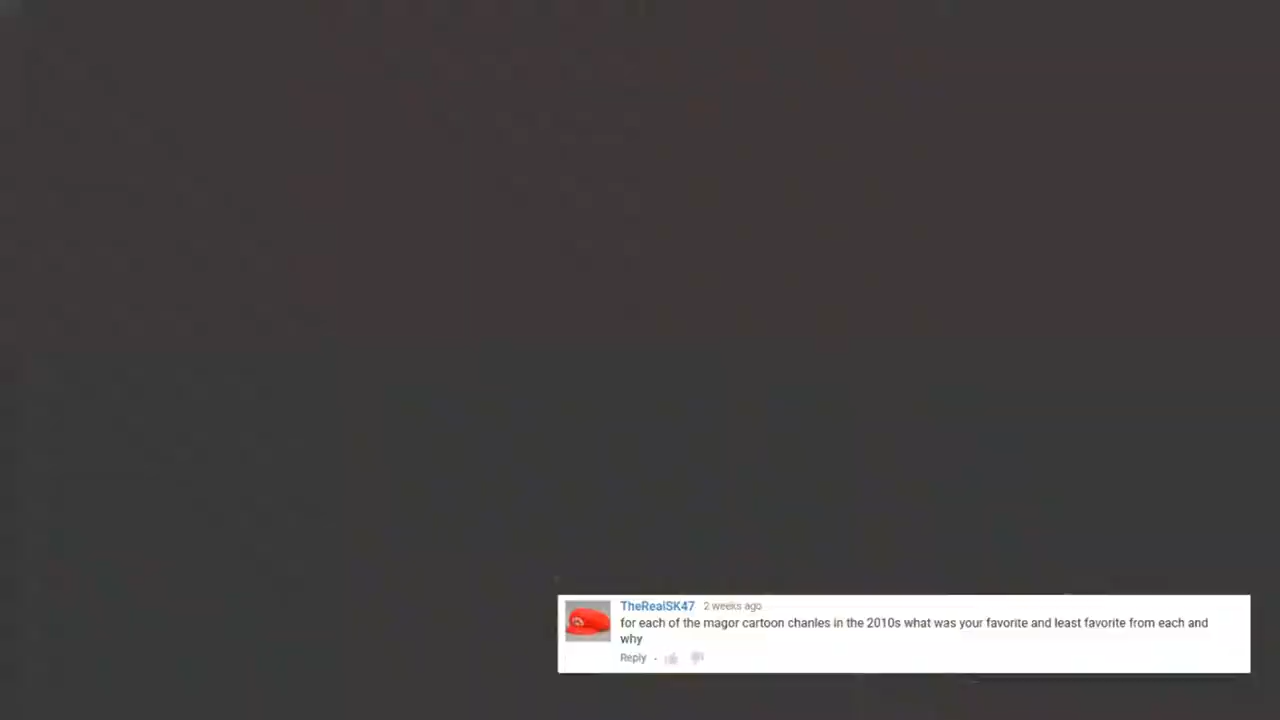 TheRealSK47 2 weeks ago
for each of the magor cartoon chanles in the 2010s what was your favorite and least favorite from each and
why
Reply